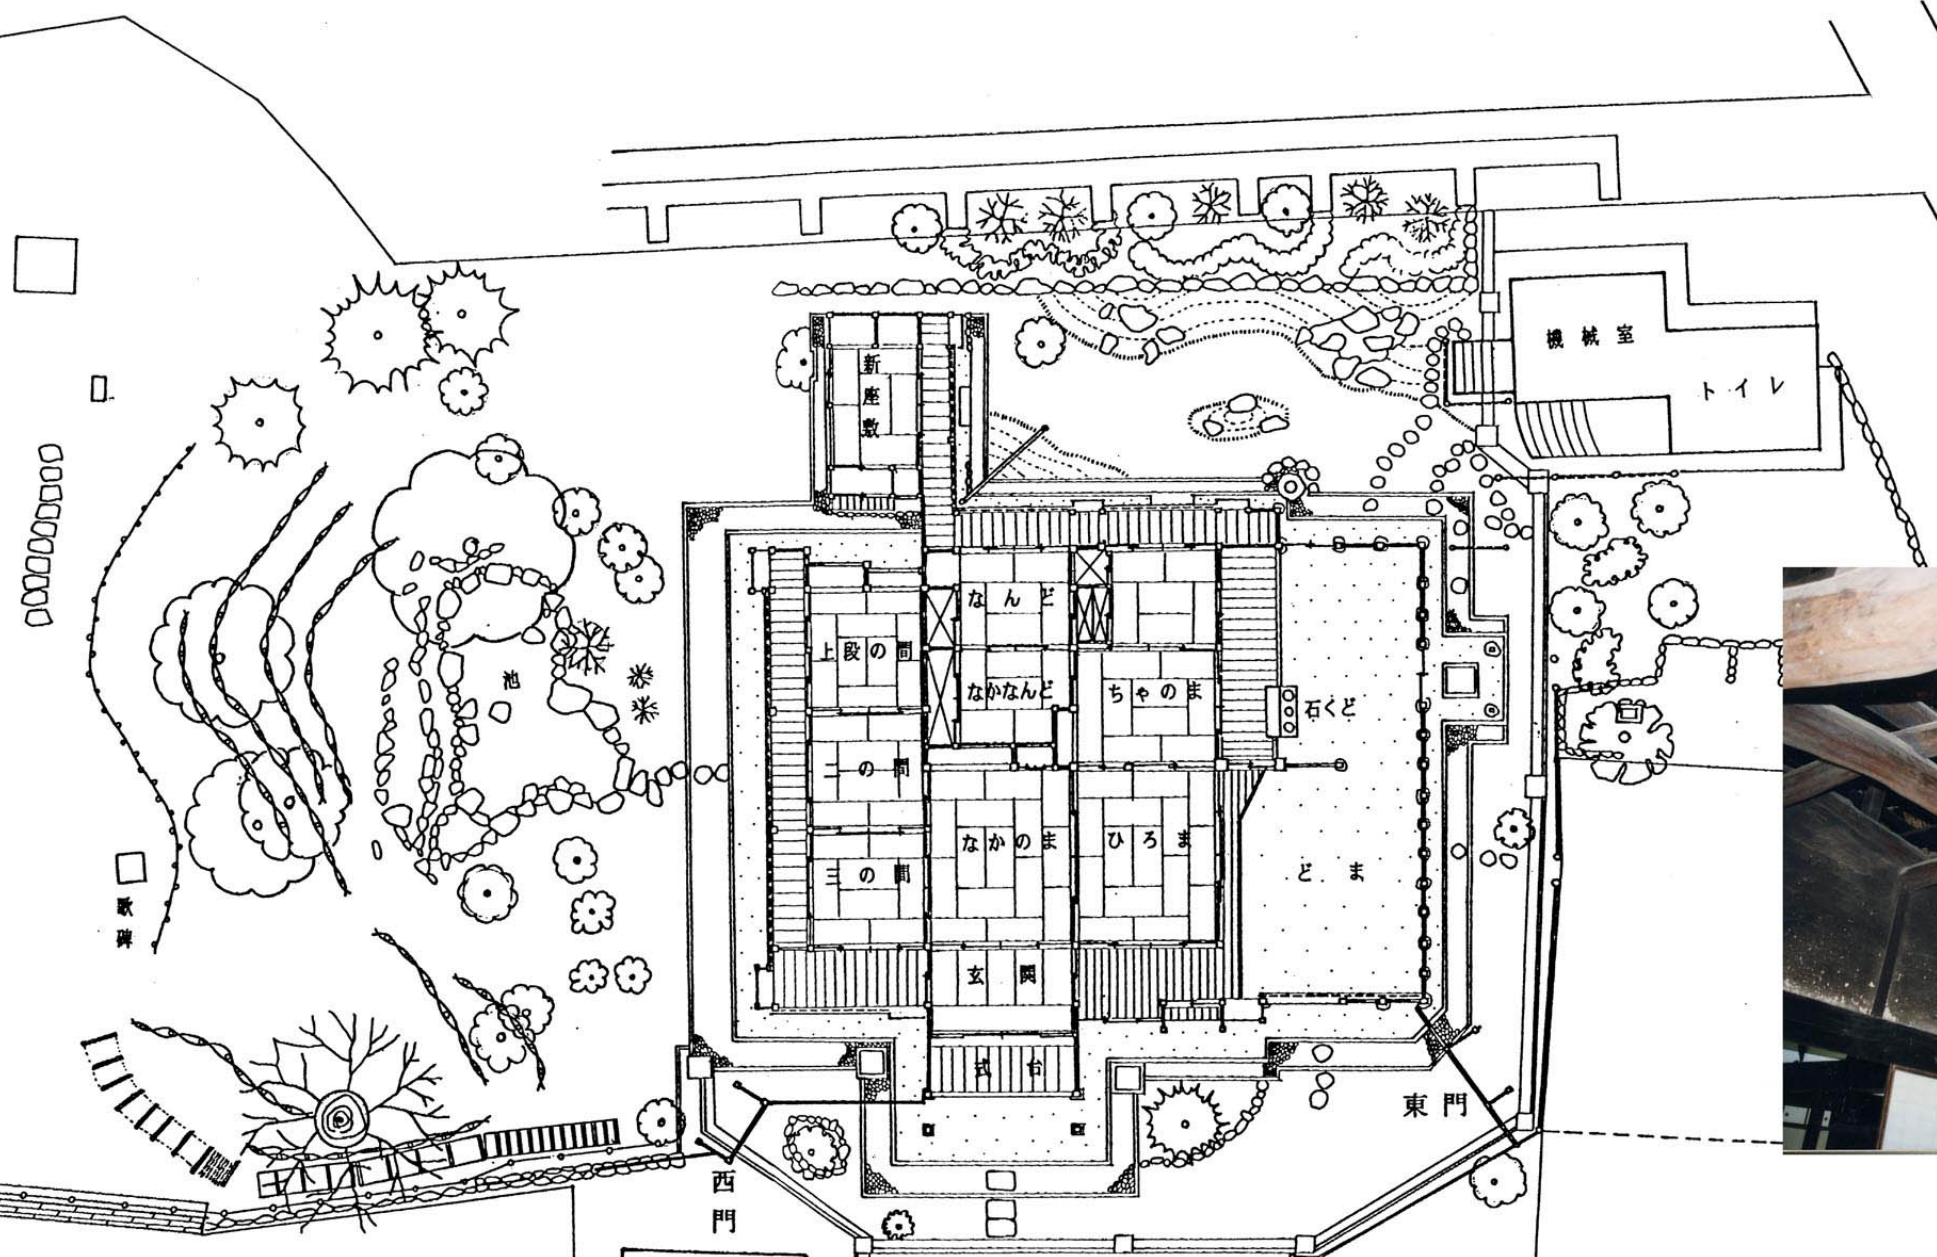 機械室
トイレ
新座敷
なんど
上段の間
池
なかなんど
ちゃのま
石くど
二の間
なかのま
ひろま
三の間
どま
歌碑
玄関
式台
東門
西門